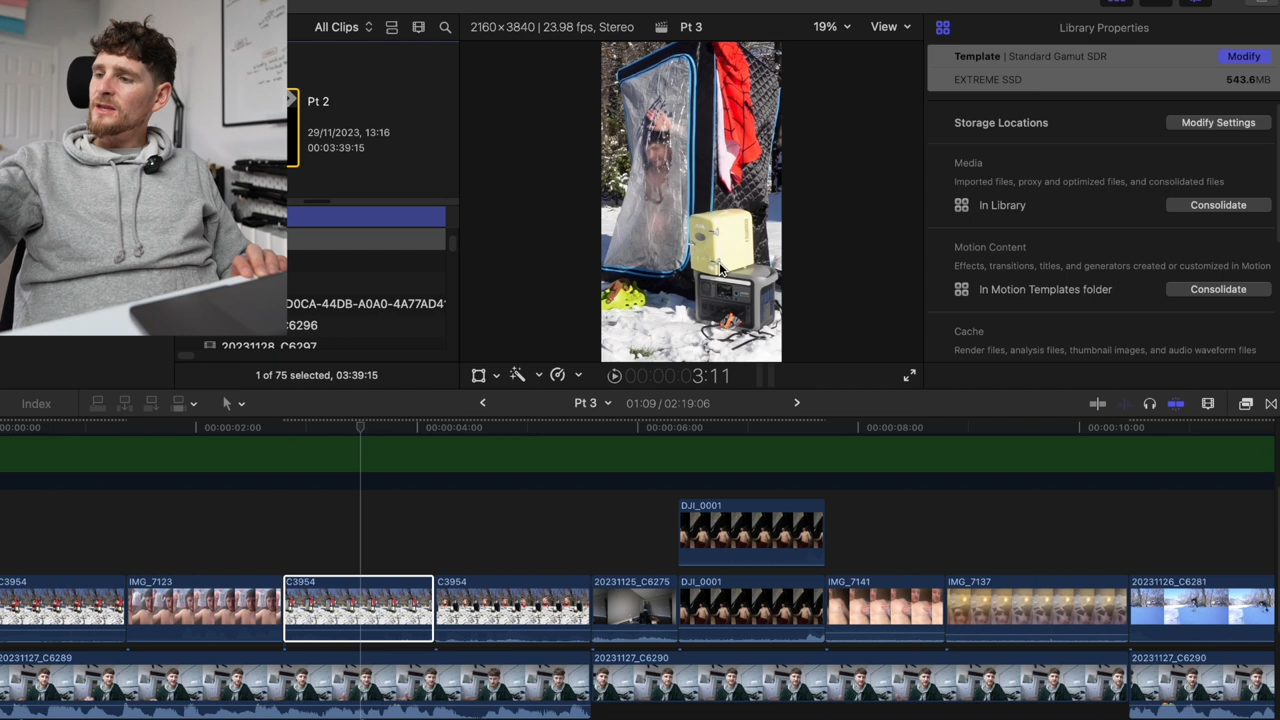 All Clips
2160×3840 | 23.98 fps, Stereo
Pt 3
19%
View
Library Properties
Template | Standard Gamut SDR
Modify
EXTREME SSD
543.6MB
Pt 2
29/11/2023, 13:16
00:03:39:15
Storage Locations
Modify Settings
Media
Imported files, proxy and optimized files, and consolidated files
In Library
Consolidate
Motion Content
Effects, transitions, titles, and generators created or customized in Motion
In Motion Templates folder
Consolidate
Cache
Render files, analysis files, thumbnail images, and audio waveform files
D0CA-44DB-A0A0-4A77AD4
C6296
20231128_C6297
1 of 75 selected, 03:39:15
00:00:03:11
Index
Pt 3
01:09 / 02:19:06
00:00:00
00:00:02:00
00:00:04:00
00:00:06:00
00:00:08:00
00:00:10:00
DJI_0001
C3954
IMG_7123
C3954
C3954
20231125_C6275
DJI_0001
IMG_7141
IMG_7137
20231126_C6281
20231127_C6289
20231127_C6290
20231127_C6290